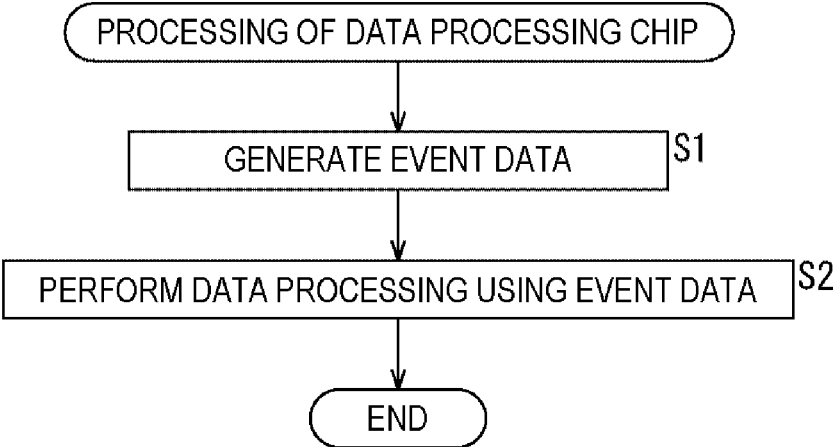 PROCESSING OF DATA PROCESSING CHIP
GENERATE EVENT DATA
S1
PERFORM DATA PROCESSING USING EVENT DATA
S2
END